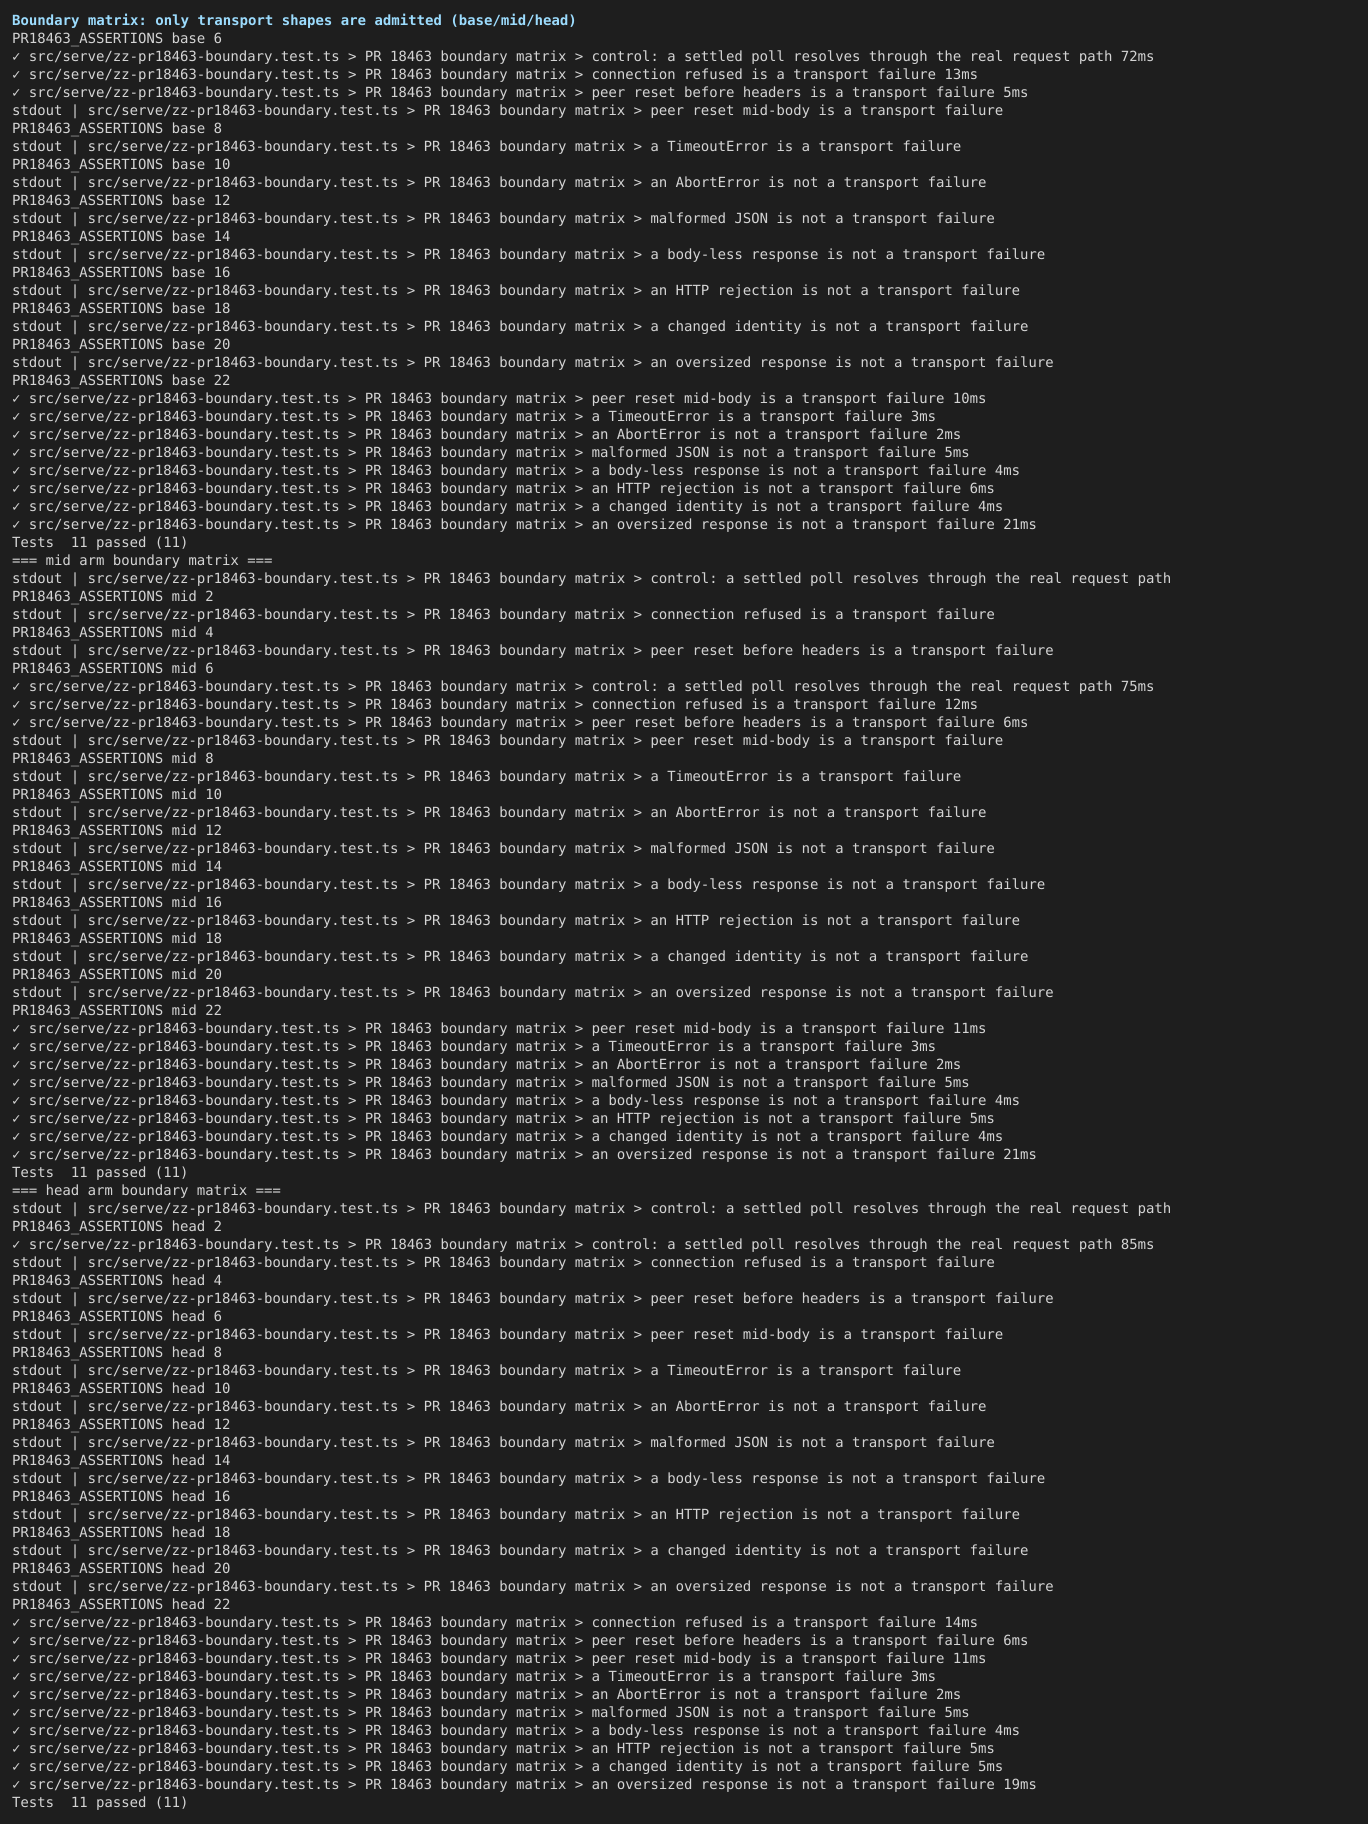 Boundary matrix: only transport shapes are admitted (base/mid/head)
PR18463_ASSERTIONS base 6
✓ src/serve/zz-pr18463-boundary.test.ts > PR 18463 boundary matrix > control: a settled poll resolves through the real request path 72ms
✓ src/serve/zz-pr18463-boundary.test.ts > PR 18463 boundary matrix > connection refused is a transport failure 13ms
✓ src/serve/zz-pr18463-boundary.test.ts > PR 18463 boundary matrix > peer reset before headers is a transport failure 5ms
stdout | src/serve/zz-pr18463-boundary.test.ts > PR 18463 boundary matrix > peer reset mid-body is a transport failure
PR18463_ASSERTIONS base 8
stdout | src/serve/zz-pr18463-boundary.test.ts > PR 18463 boundary matrix > a TimeoutError is a transport failure
PR18463_ASSERTIONS base 10
stdout | src/serve/zz-pr18463-boundary.test.ts > PR 18463 boundary matrix > an AbortError is not a transport failure
PR18463_ASSERTIONS base 12
stdout | src/serve/zz-pr18463-boundary.test.ts > PR 18463 boundary matrix > malformed JSON is not a transport failure
PR18463_ASSERTIONS base 14
stdout | src/serve/zz-pr18463-boundary.test.ts > PR 18463 boundary matrix > a body-less response is not a transport failure
PR18463_ASSERTIONS base 16
stdout | src/serve/zz-pr18463-boundary.test.ts > PR 18463 boundary matrix > an HTTP rejection is not a transport failure
PR18463_ASSERTIONS base 18
stdout | src/serve/zz-pr18463-boundary.test.ts > PR 18463 boundary matrix > a changed identity is not a transport failure
PR18463_ASSERTIONS base 20
stdout | src/serve/zz-pr18463-boundary.test.ts > PR 18463 boundary matrix > an oversized response is not a transport failure
PR18463_ASSERTIONS base 22
✓ src/serve/zz-pr18463-boundary.test.ts > PR 18463 boundary matrix > peer reset mid-body is a transport failure 10ms
✓ src/serve/zz-pr18463-boundary.test.ts > PR 18463 boundary matrix > a TimeoutError is a transport failure 3ms
✓ src/serve/zz-pr18463-boundary.test.ts > PR 18463 boundary matrix > an AbortError is not a transport failure 2ms
✓ src/serve/zz-pr18463-boundary.test.ts > PR 18463 boundary matrix > malformed JSON is not a transport failure 5ms
✓ src/serve/zz-pr18463-boundary.test.ts > PR 18463 boundary matrix > a body-less response is not a transport failure 4ms
✓ src/serve/zz-pr18463-boundary.test.ts > PR 18463 boundary matrix > an HTTP rejection is not a transport failure 6ms
✓ src/serve/zz-pr18463-boundary.test.ts > PR 18463 boundary matrix > a changed identity is not a transport failure 4ms
✓ src/serve/zz-pr18463-boundary.test.ts > PR 18463 boundary matrix > an oversized response is not a transport failure 21ms
Tests  11 passed (11)
=== mid arm boundary matrix ===
stdout | src/serve/zz-pr18463-boundary.test.ts > PR 18463 boundary matrix > control: a settled poll resolves through the real request path
PR18463_ASSERTIONS mid 2
stdout | src/serve/zz-pr18463-boundary.test.ts > PR 18463 boundary matrix > connection refused is a transport failure
PR18463_ASSERTIONS mid 4
stdout | src/serve/zz-pr18463-boundary.test.ts > PR 18463 boundary matrix > peer reset before headers is a transport failure
PR18463_ASSERTIONS mid 6
✓ src/serve/zz-pr18463-boundary.test.ts > PR 18463 boundary matrix > control: a settled poll resolves through the real request path 75ms
✓ src/serve/zz-pr18463-boundary.test.ts > PR 18463 boundary matrix > connection refused is a transport failure 12ms
✓ src/serve/zz-pr18463-boundary.test.ts > PR 18463 boundary matrix > peer reset before headers is a transport failure 6ms
stdout | src/serve/zz-pr18463-boundary.test.ts > PR 18463 boundary matrix > peer reset mid-body is a transport failure
PR18463_ASSERTIONS mid 8
stdout | src/serve/zz-pr18463-boundary.test.ts > PR 18463 boundary matrix > a TimeoutError is a transport failure
PR18463_ASSERTIONS mid 10
stdout | src/serve/zz-pr18463-boundary.test.ts > PR 18463 boundary matrix > an AbortError is not a transport failure
PR18463_ASSERTIONS mid 12
stdout | src/serve/zz-pr18463-boundary.test.ts > PR 18463 boundary matrix > malformed JSON is not a transport failure
PR18463_ASSERTIONS mid 14
stdout | src/serve/zz-pr18463-boundary.test.ts > PR 18463 boundary matrix > a body-less response is not a transport failure
PR18463_ASSERTIONS mid 16
stdout | src/serve/zz-pr18463-boundary.test.ts > PR 18463 boundary matrix > an HTTP rejection is not a transport failure
PR18463_ASSERTIONS mid 18
stdout | src/serve/zz-pr18463-boundary.test.ts > PR 18463 boundary matrix > a changed identity is not a transport failure
PR18463_ASSERTIONS mid 20
stdout | src/serve/zz-pr18463-boundary.test.ts > PR 18463 boundary matrix > an oversized response is not a transport failure
PR18463_ASSERTIONS mid 22
✓ src/serve/zz-pr18463-boundary.test.ts > PR 18463 boundary matrix > peer reset mid-body is a transport failure 11ms
✓ src/serve/zz-pr18463-boundary.test.ts > PR 18463 boundary matrix > a TimeoutError is a transport failure 3ms
✓ src/serve/zz-pr18463-boundary.test.ts > PR 18463 boundary matrix > an AbortError is not a transport failure 2ms
✓ src/serve/zz-pr18463-boundary.test.ts > PR 18463 boundary matrix > malformed JSON is not a transport failure 5ms
✓ src/serve/zz-pr18463-boundary.test.ts > PR 18463 boundary matrix > a body-less response is not a transport failure 4ms
✓ src/serve/zz-pr18463-boundary.test.ts > PR 18463 boundary matrix > an HTTP rejection is not a transport failure 5ms
✓ src/serve/zz-pr18463-boundary.test.ts > PR 18463 boundary matrix > a changed identity is not a transport failure 4ms
✓ src/serve/zz-pr18463-boundary.test.ts > PR 18463 boundary matrix > an oversized response is not a transport failure 21ms
Tests  11 passed (11)
=== head arm boundary matrix ===
stdout | src/serve/zz-pr18463-boundary.test.ts > PR 18463 boundary matrix > control: a settled poll resolves through the real request path
PR18463_ASSERTIONS head 2
✓ src/serve/zz-pr18463-boundary.test.ts > PR 18463 boundary matrix > control: a settled poll resolves through the real request path 85ms
stdout | src/serve/zz-pr18463-boundary.test.ts > PR 18463 boundary matrix > connection refused is a transport failure
PR18463_ASSERTIONS head 4
stdout | src/serve/zz-pr18463-boundary.test.ts > PR 18463 boundary matrix > peer reset before headers is a transport failure
PR18463_ASSERTIONS head 6
stdout | src/serve/zz-pr18463-boundary.test.ts > PR 18463 boundary matrix > peer reset mid-body is a transport failure
PR18463_ASSERTIONS head 8
stdout | src/serve/zz-pr18463-boundary.test.ts > PR 18463 boundary matrix > a TimeoutError is a transport failure
PR18463_ASSERTIONS head 10
stdout | src/serve/zz-pr18463-boundary.test.ts > PR 18463 boundary matrix > an AbortError is not a transport failure
PR18463_ASSERTIONS head 12
stdout | src/serve/zz-pr18463-boundary.test.ts > PR 18463 boundary matrix > malformed JSON is not a transport failure
PR18463_ASSERTIONS head 14
stdout | src/serve/zz-pr18463-boundary.test.ts > PR 18463 boundary matrix > a body-less response is not a transport failure
PR18463_ASSERTIONS head 16
stdout | src/serve/zz-pr18463-boundary.test.ts > PR 18463 boundary matrix > an HTTP rejection is not a transport failure
PR18463_ASSERTIONS head 18
stdout | src/serve/zz-pr18463-boundary.test.ts > PR 18463 boundary matrix > a changed identity is not a transport failure
PR18463_ASSERTIONS head 20
stdout | src/serve/zz-pr18463-boundary.test.ts > PR 18463 boundary matrix > an oversized response is not a transport failure
PR18463_ASSERTIONS head 22
✓ src/serve/zz-pr18463-boundary.test.ts > PR 18463 boundary matrix > connection refused is a transport failure 14ms
✓ src/serve/zz-pr18463-boundary.test.ts > PR 18463 boundary matrix > peer reset before headers is a transport failure 6ms
✓ src/serve/zz-pr18463-boundary.test.ts > PR 18463 boundary matrix > peer reset mid-body is a transport failure 11ms
✓ src/serve/zz-pr18463-boundary.test.ts > PR 18463 boundary matrix > a TimeoutError is a transport failure 3ms
✓ src/serve/zz-pr18463-boundary.test.ts > PR 18463 boundary matrix > an AbortError is not a transport failure 2ms
✓ src/serve/zz-pr18463-boundary.test.ts > PR 18463 boundary matrix > malformed JSON is not a transport failure 5ms
✓ src/serve/zz-pr18463-boundary.test.ts > PR 18463 boundary matrix > a body-less response is not a transport failure 4ms
✓ src/serve/zz-pr18463-boundary.test.ts > PR 18463 boundary matrix > an HTTP rejection is not a transport failure 5ms
✓ src/serve/zz-pr18463-boundary.test.ts > PR 18463 boundary matrix > a changed identity is not a transport failure 5ms
✓ src/serve/zz-pr18463-boundary.test.ts > PR 18463 boundary matrix > an oversized response is not a transport failure 19ms
Tests  11 passed (11)